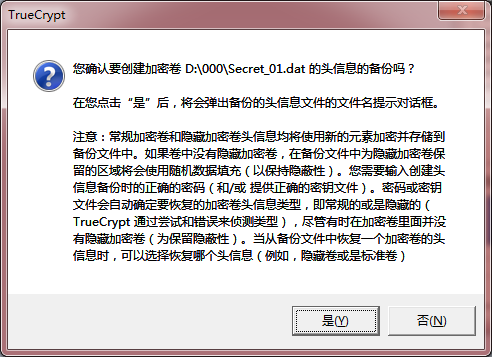 TrueCrypt
您确认要创建加密卷 D:\000\Secret_01.dat 的头信息的备份吗？
在您点击“是”后，将会弹出备份的头信息文件的文件名提示对话框。
注意：常规加密卷和隐藏加密卷头信息均将使用新的元素加密并存储到
备份文件中。如果卷中没有隐藏加密卷，在备份文件中为隐藏加密卷保
留的区域将会使用随机数据填充（以保持隐蔽性）。您需要输入创建头
信息备份时的正确的密码（和/或 提供正确的密钥文件）。密码或密钥
文件会自动确定要恢复的加密卷头信息类型，即常规的或是隐藏的（
TrueCrypt 通过尝试和错误来侦测类型），尽管有时在加密卷里面并没
有隐藏加密卷（为保留隐蔽性）。当从备份文件中恢复一个加密卷的头
信息时，可以选择恢复哪个头信息（例如，隐藏卷或是标准卷）
是(Y)
否(N)